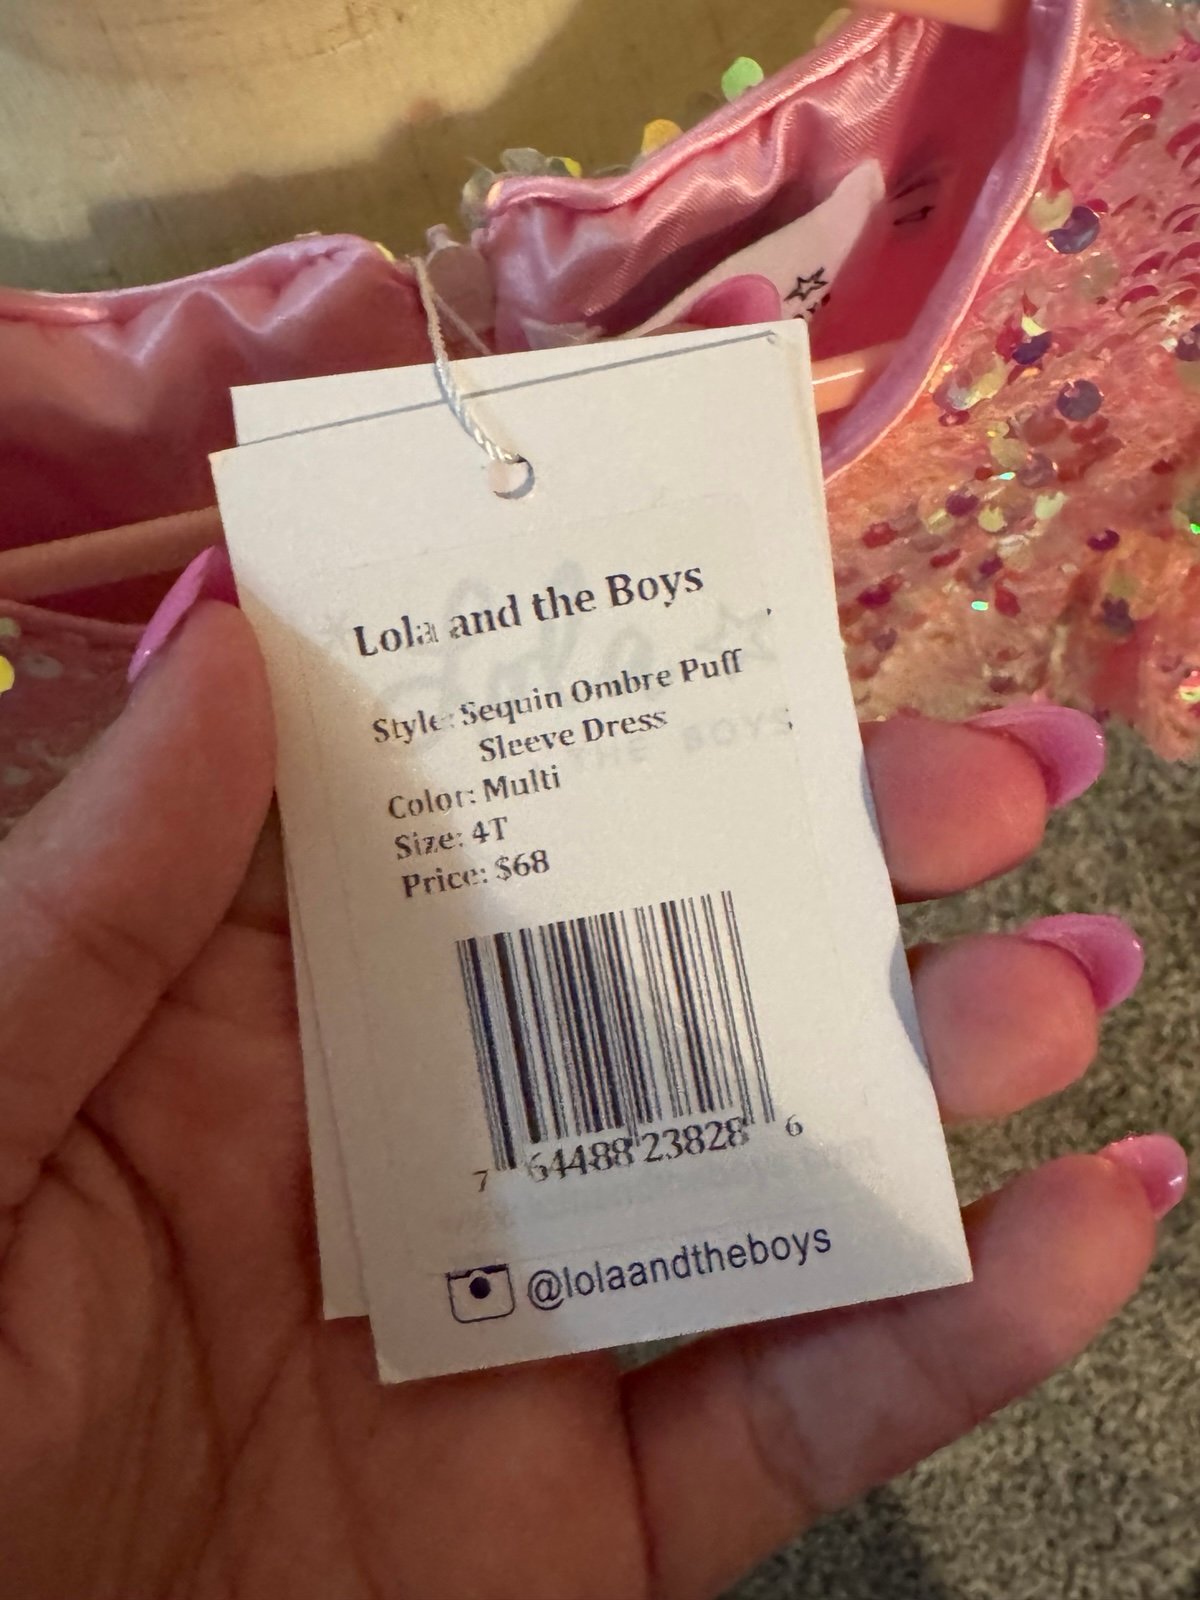 Lola and the Boys
Style: Sequin Ombre Puff
Sleeve Dress
Color: Multi
Size: 4T
Price: $68
7 64488 23828 6
@lolaandtheboys